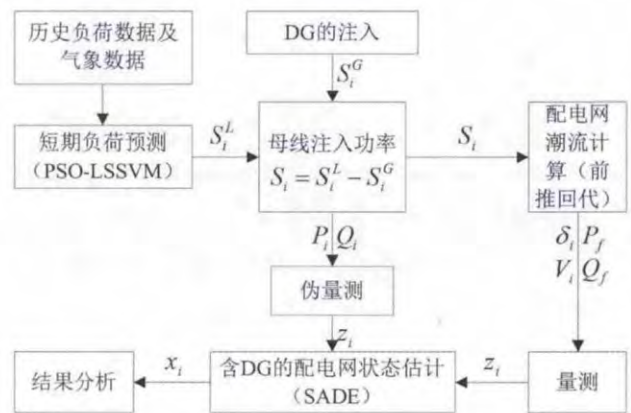 历史负荷数据及
气象数据
DG的注入
S_i^G
短期负荷预测
（PSO-LSSVM）
S_i^L
母线注入功率
S_i = S_i^L − S_i^G
S_i
配电网
潮流计
算（前
推回代）
P_i Q_i
δ_i P_f
V_i Q_f
伪量测
z_i
结果分析
x_i
含DG的配电网状态估计
（SADE）
z_i
量测